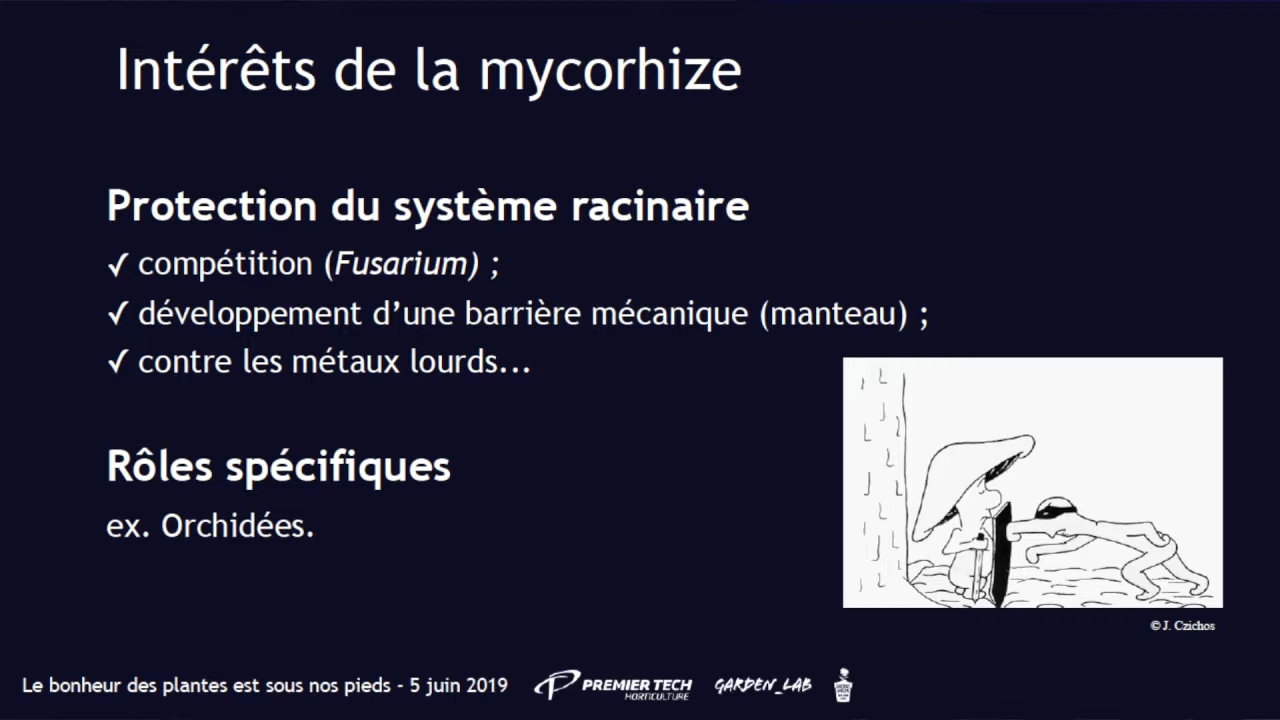 Intérêts de la mycorhize
Protection du système racinaire
✓ compétition (Fusarium) ;
✓ développement d’une barrière mécanique (manteau) ;
✓ contre les métaux lourds...
Rôles spécifiques
ex. Orchidées.
© J. Czichos
Le bonheur des plantes est sous nos pieds - 5 juin 2019
PREMIER TECH
HORTICULTURE
GARDEN_LAB